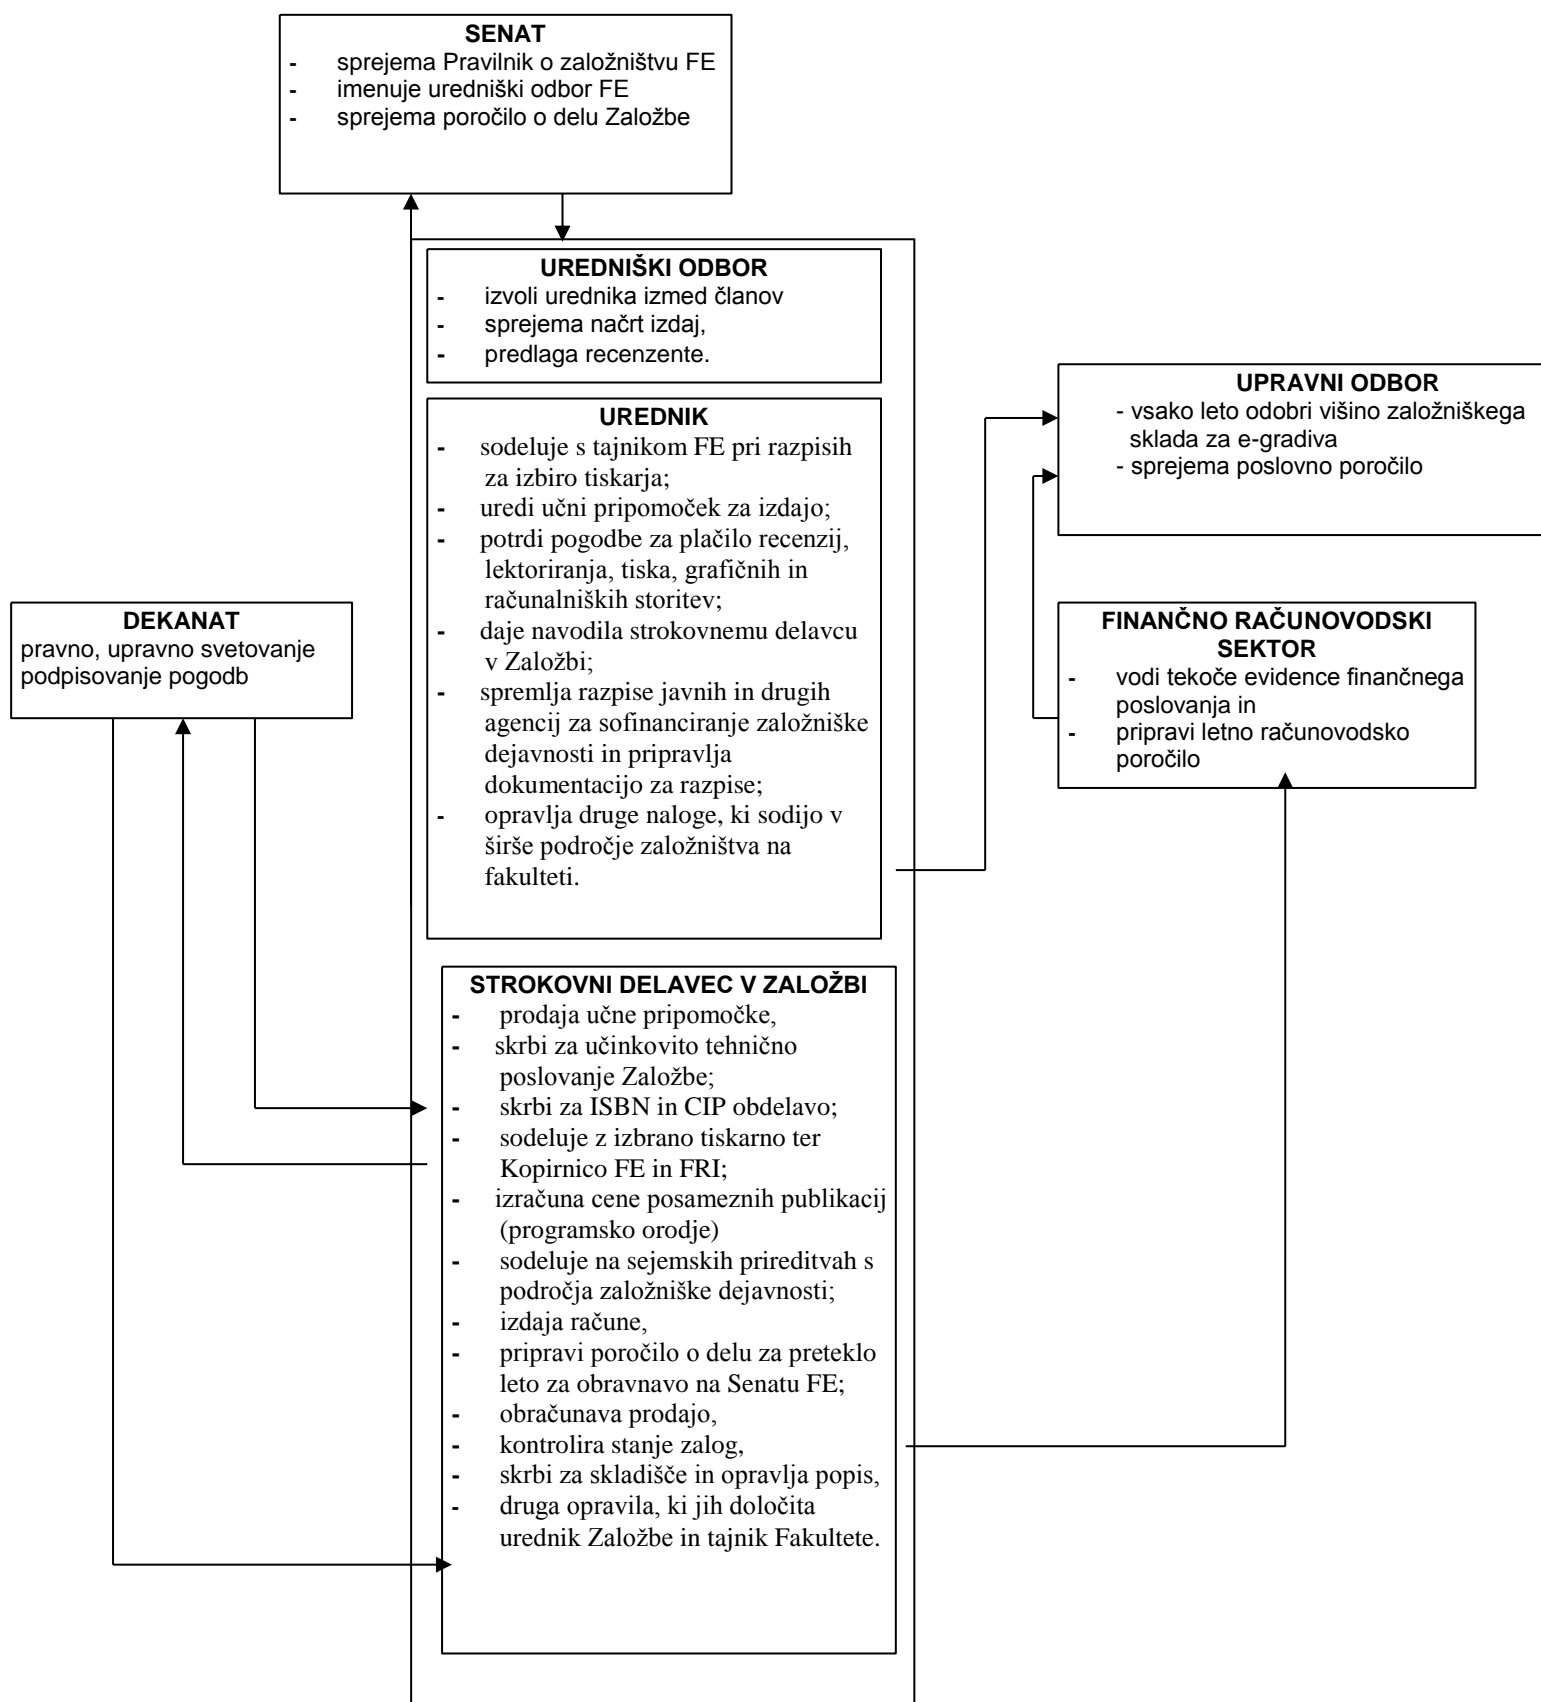 SENAT
- sprejema Pravilnik o založništvu FE
- imenuje uredniški odbor FE
- sprejema poročilo o delu Založbe
UREDNIŠKI ODBOR
- izvoli urednika izmed članov
- sprejema načrt izdaj,
- predlaga recenzente.
UREDNIK
- sodeluje s tajnikom FE pri razpisih
za izbiro tiskarja;
- uredi učni pripomoček za izdajo;
- potrdi pogodbe za plačilo recenzij,
lektoriranja, tiska, grafičnih in
računalniških storitev;
- daje navodila strokovnemu delavcu
v Založbi;
- spremlja razpise javnih in drugih
agencij za sofinanciranje založniške
dejavnosti in pripravlja
dokumentacijo za razpise;
- opravlja druge naloge, ki sodijo v
širše področje založništva na
fakulteti.
UPRAVNI ODBOR
- vsako leto odobri višino založniškega
sklada za e-gradiva
- sprejema poslovno poročilo
DEKANAT
pravno, upravno svetovanje
podpisovanje pogodb
FINANČNO RAČUNOVODSKI
SEKTOR
- vodi tekoče evidence finančnega
poslovanja in
- pripravi letno računovodsko
poročilo
STROKOVNI DELAVEC V ZALOŽBI
- prodaja učne pripomočke,
- skrbi za učinkovito tehnično
poslovanje Založbe;
- skrbi za ISBN in CIP obdelavo;
- sodeluje z izbrano tiskarno ter
Kopirnico FE in FRI;
- izračuna cene posameznih publikacij
(programsko orodje)
- sodeluje na sejemskih prireditvah s
področja založniške dejavnosti;
- izdaja račune,
- pripravi poročilo o delu za preteklo
leto za obravnavo na Senatu FE;
- obračunava prodajo,
- kontrolira stanje zalog,
- skrbi za skladišče in opravlja popis,
- druga opravila, ki jih določita
urednik Založbe in tajnik Fakultete.